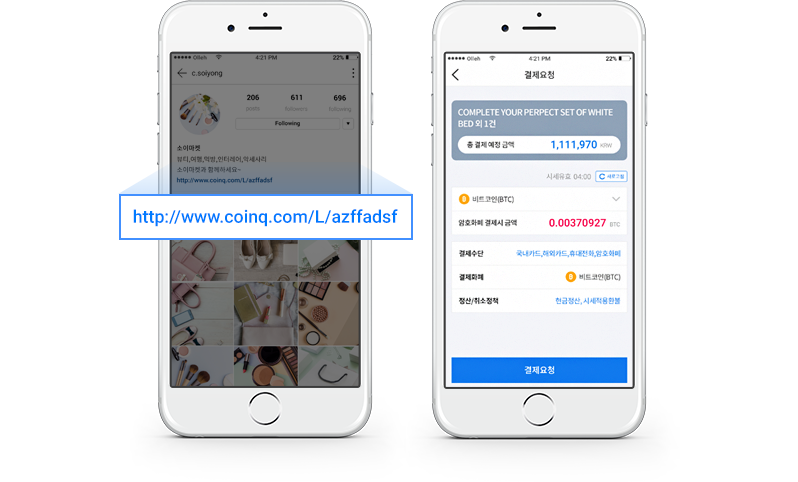 Olleh 4:21 PM 22%
c.soiyong
206 611 696
posts followers following
Following
소이마켓
뷰티,여행,먹방,인테리어,악세사리
소이마켓과 함께하세요~
http://www.coinq.com/L/azffadsf
http://www.coinq.com/L/azffadsf
Olleh 4:21 PM 22%
결제요청
COMPLETE YOUR PERPECT SET OF WHITE
BED 외 1건
총 결제 예정 금액 1,111,970 KRW
시세유효 04:00 새로고침
비트코인(BTC)
암호화폐 결제시 금액 0.00370927 BTC
결제수단 국내카드,해외카드,휴대전화,암호화폐
결제화폐 비트코인(BTC)
정산/취소정책 현금정산, 시세적용환불
결제요청